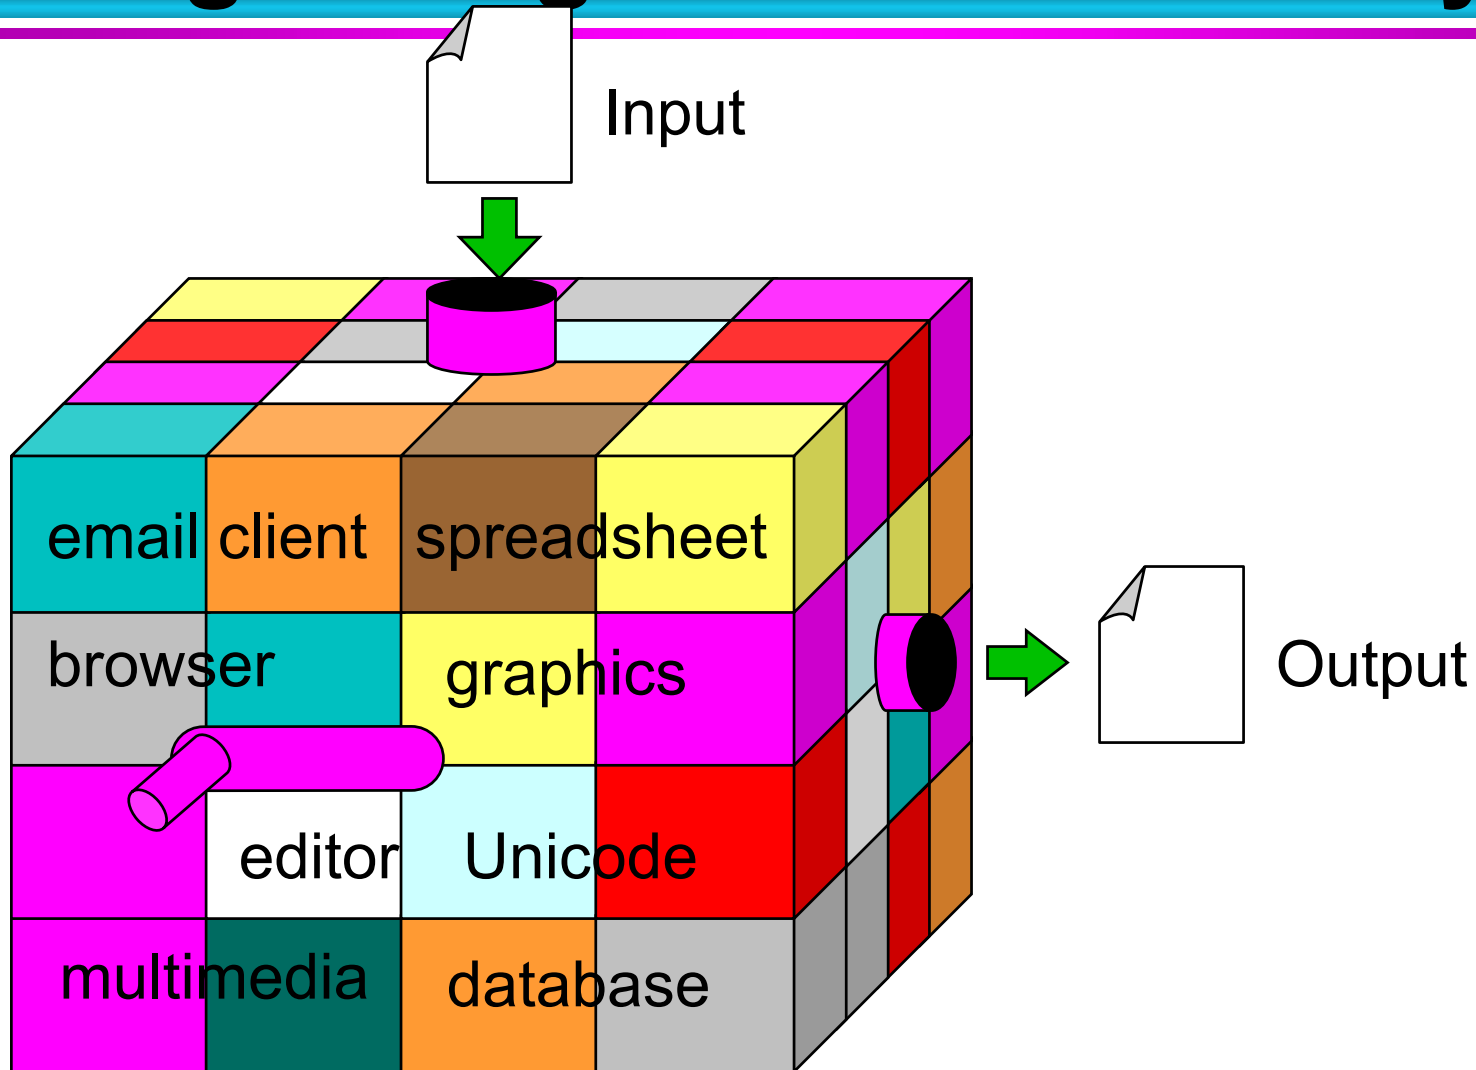 Input
email client spreadsheet
browser graphics
Output
editor Unicode
multimedia database